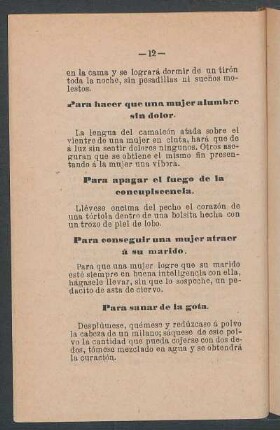 —12—
en la cama y se logrará dormir de un tirón
toda la noche, sin pesadillas ni sueños mo-
lestos.
Para hacer que una mujer alumbre
sin dolor.
La lengua del camaleón atada sobre el
vientre de una mujer en cinta, hará que dé
a luz sin sentir dolores ningunos. Otros ase-
guran que se obtiene el mismo fin presen-
tando á la mujer una víbora.
Para apagar el fuego de la
concupiscencia.
Llévese encima del pecho el corazón de
una tórtola dentro de una bolsita hecha con
un trozo de piel de lobo.
Para conseguir una mujer atraer
á su marido.
Para que una mujer logre que su marido
esté siempre en buena inteligencia con ella,
hágasele llevar, sin que lo sospeche, un pe-
dacito de asta de ciervo.
Para sanar de la gota.
Desplúmese, quémese y redúzcase á polvo
la cabeza de un milano; sáquese de este pol-
vo la cantidad que pueda cojerse con dos de-
dos, tómese mezclado en agua y se obtendrá
la curación.